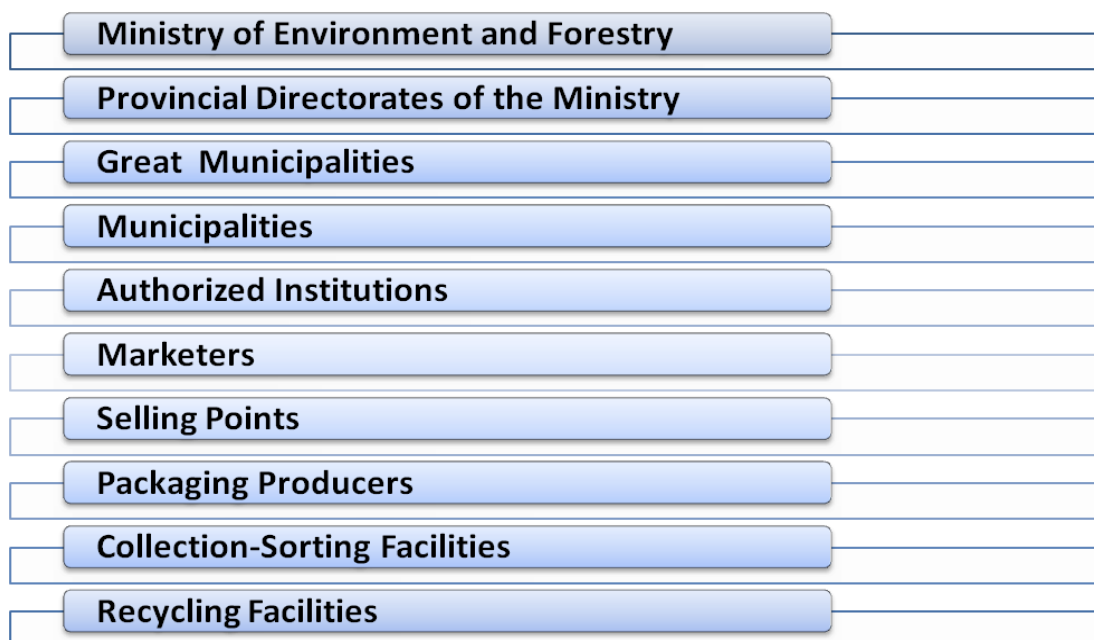 Ministry of Environment and Forestry
Provincial Directorates of the Ministry
Great  Municipalities
Municipalities
Authorized Institutions
Marketers
Selling Points
Packaging Producers
Collection-Sorting Facilities
Recycling Facilities